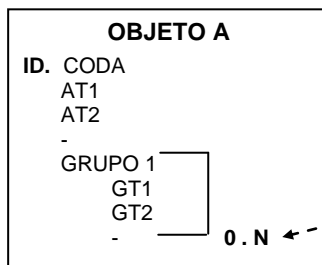 OBJETO A
ID. CODA
AT1
AT2
-
GRUPO 1
GT1
GT2
- 0 . N